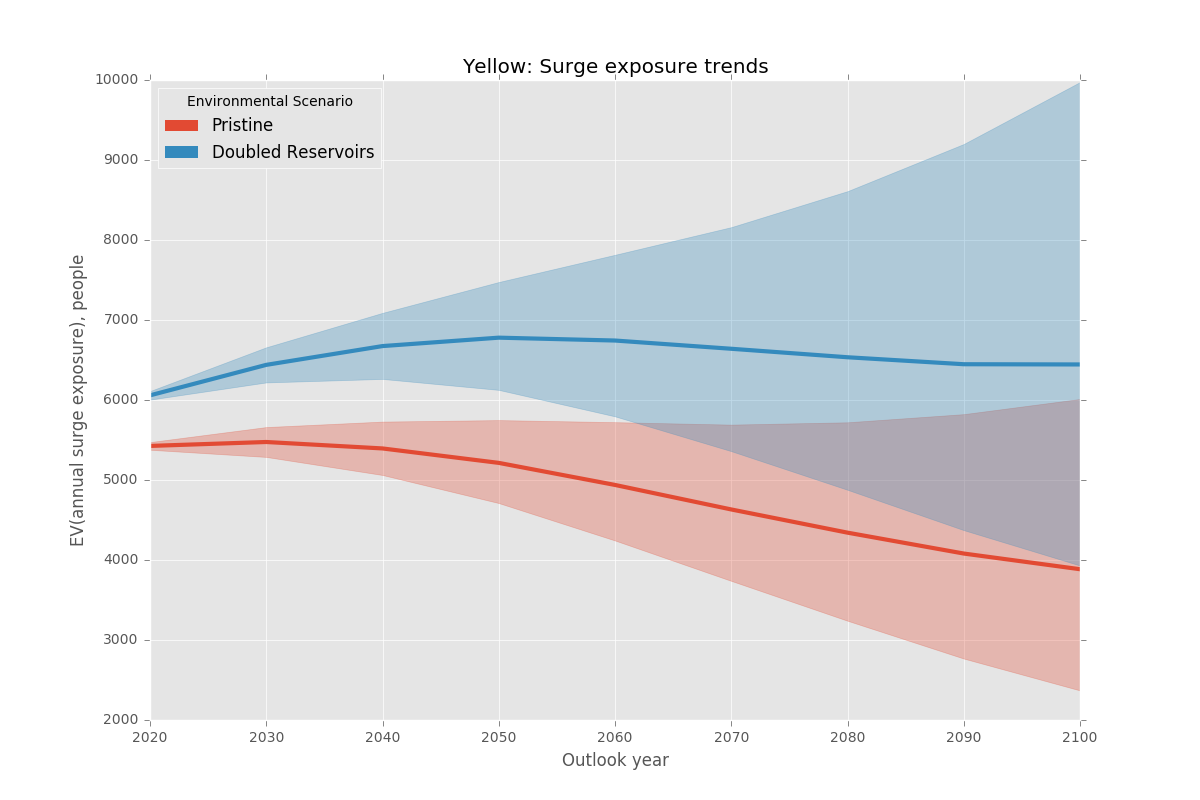 Yellow: Surge exposure trends
Environmental Scenario
Pristine
Doubled Reservoirs
EV(annual surge exposure), people
10000
9000
8000
7000
6000
5000
4000
3000
2000
2020 2030 2040 2050 2060 2070 2080 2090 2100
Outlook year